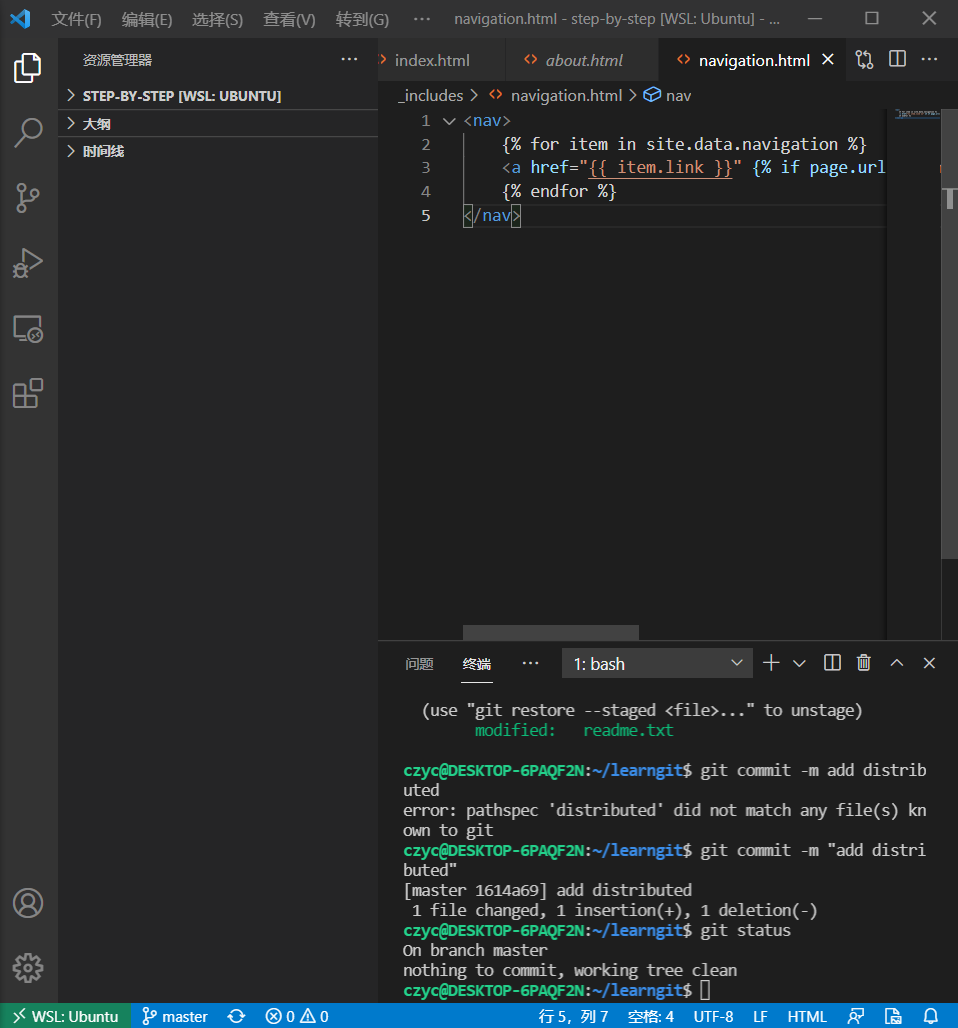 文件(F) 编辑(E) 选择(S) 查看(V) 转到(G) ··· navigation.html - step-by-step [WSL: Ubuntu] - ...
资源管理器 ···
STEP-BY-STEP [WSL: UBUNTU]
大纲
时间线
index.html about.html navigation.html
_includes > navigation.html > nav
1 <nav>
2 {% for item in site.data.navigation %}
3 <a href="{{ item.link }}" {% if page.url
4 {% endfor %}
5 </nav>
问题 终端 ··· 1: bash
(use "git restore --staged <file>..." to unstage)
modified: readme.txt
czyc@DESKTOP-6PAQF2N:~/learngit$ git commit -m add distrib
uted
error: pathspec 'distributed' did not match any file(s) kn
own to git
czyc@DESKTOP-6PAQF2N:~/learngit$ git commit -m "add distri
buted"
[master 1614a69] add distributed
1 file changed, 1 insertion(+), 1 deletion(-)
czyc@DESKTOP-6PAQF2N:~/learngit$ git status
On branch master
nothing to commit, working tree clean
czyc@DESKTOP-6PAQF2N:~/learngit$
WSL: Ubuntu master 0 0 行 5，列 7 空格: 4 UTF-8 LF HTML